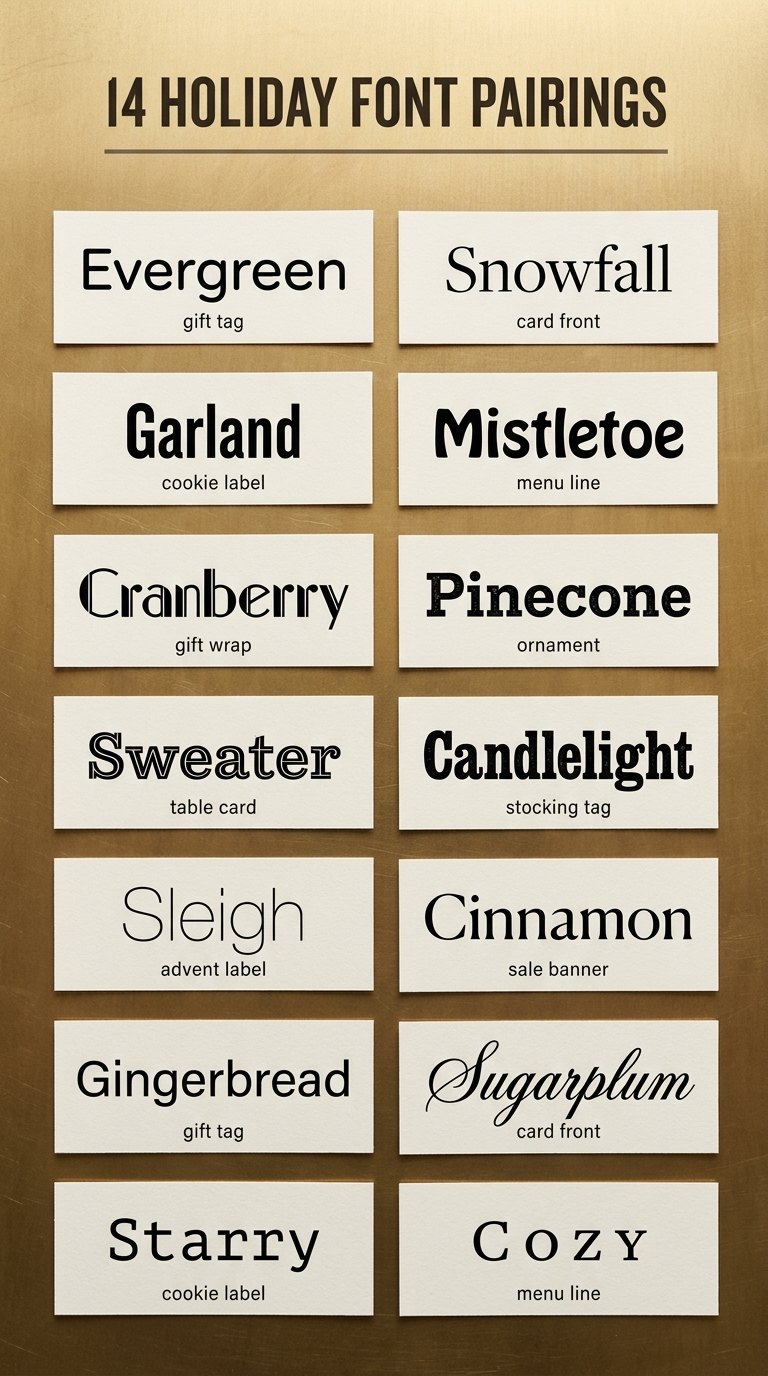 14 HOLIDAY FONT PAIRINGS
Evergreen
gift tag
Snowfall
card front
Garland
cookie label
Mistletoe
menu line
Cranberry
gift wrap
Pinecone
ornament
Sweater
table card
Candlelight
stocking tag
Sleigh
advent label
Cinnamon
sale banner
Gingerbread
gift tag
Sugarplum
card front
Starry
cookie label
Cozy
menu line